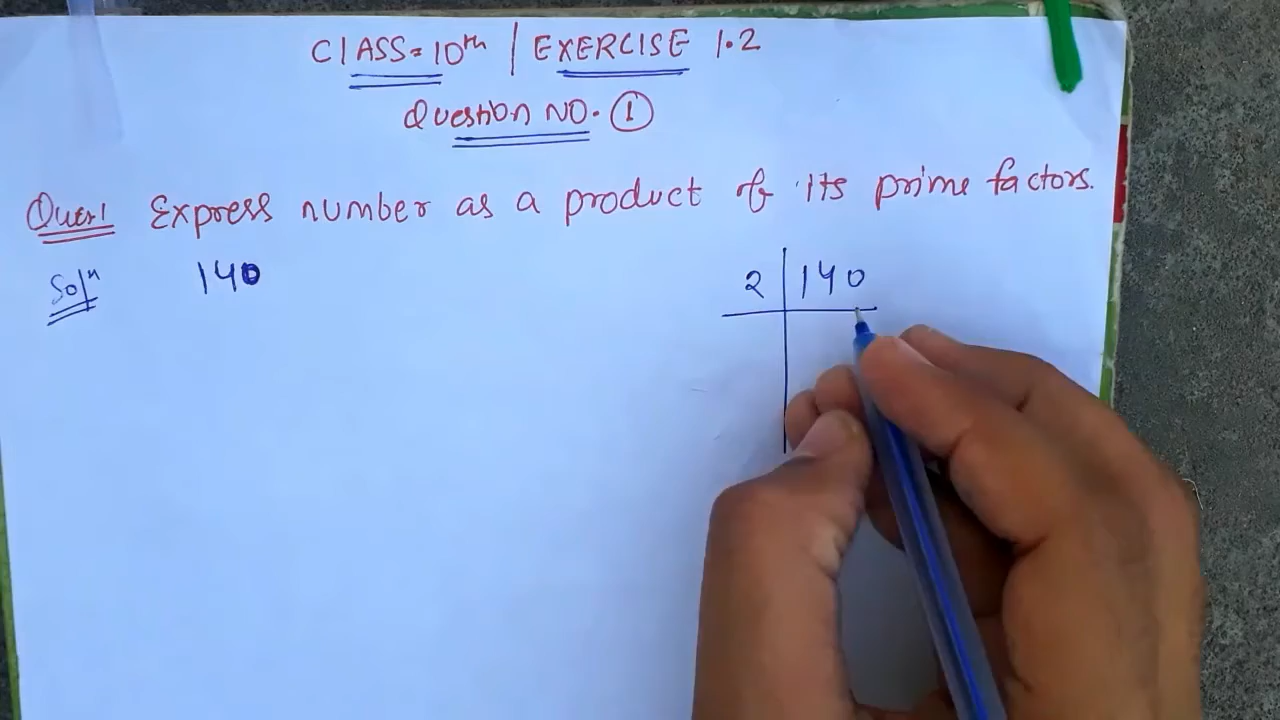 CLASS = 10th | EXERCISE 1.2
Question NO. 1
Ques1 Express number as a product of its prime factors.
Soln 140
2 | 140